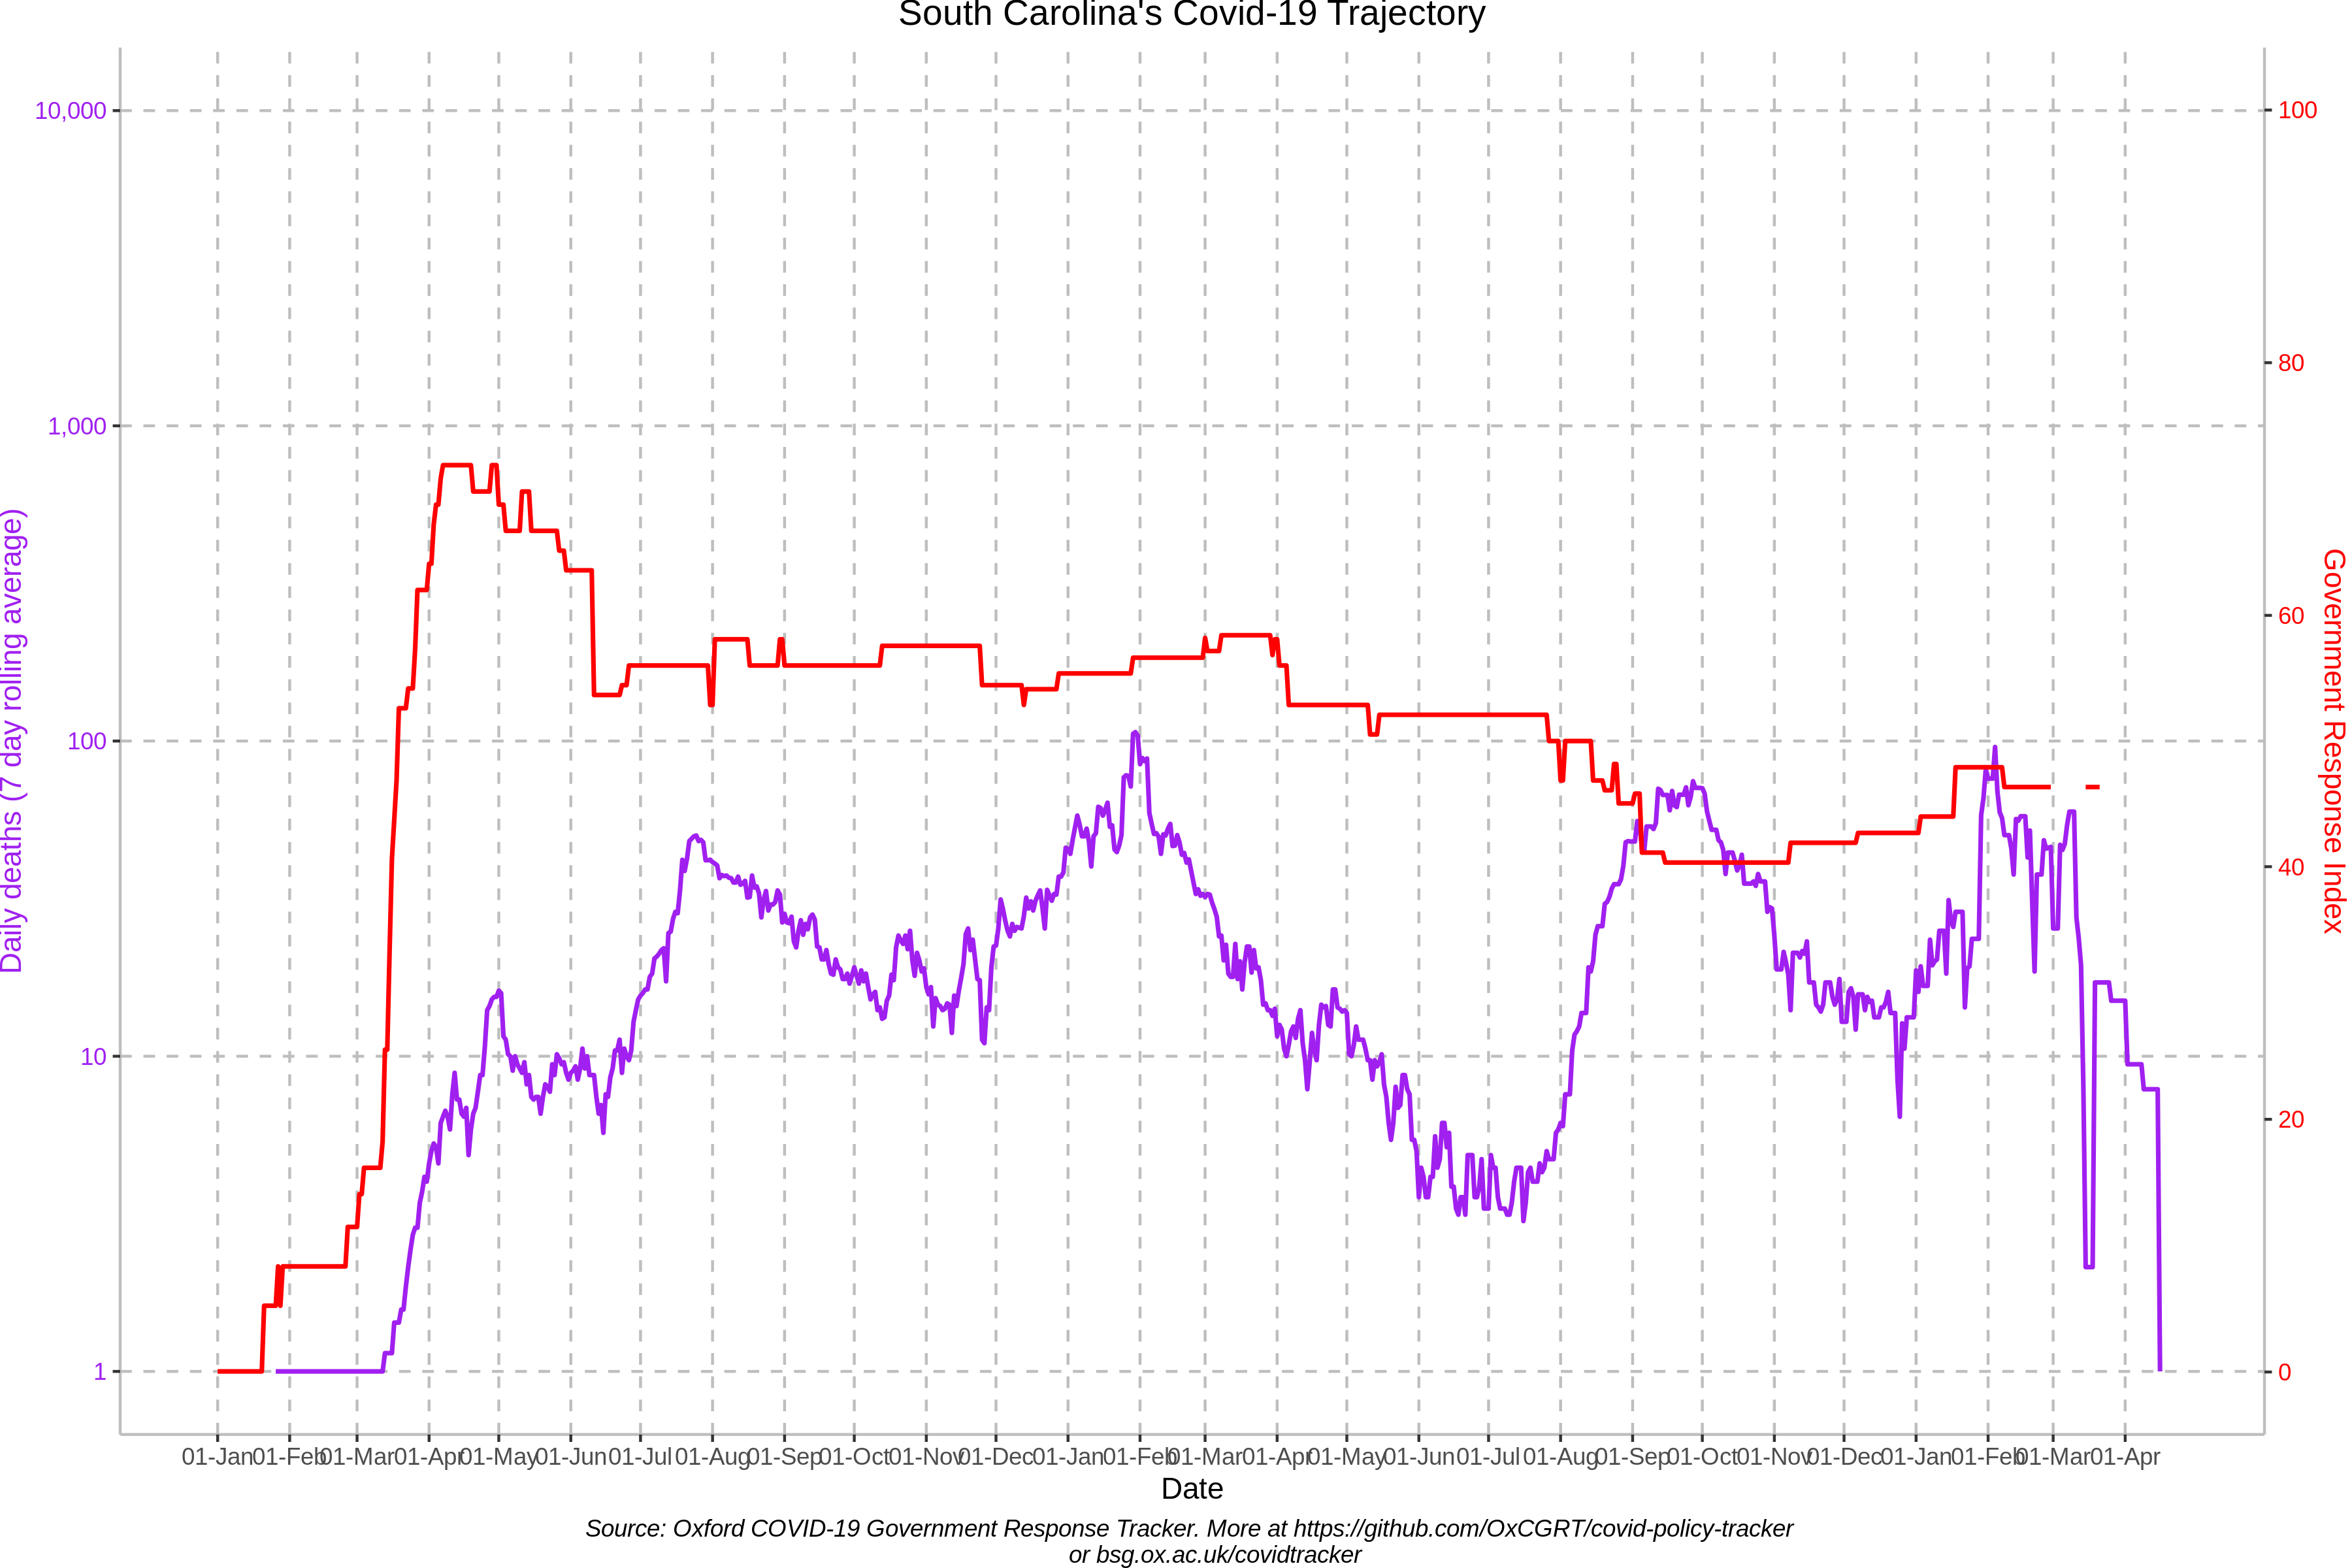 South Carolina's Covid-19 Trajectory
10,000
1,000
100
10
1
Daily deaths (7 day rolling average)
100
80
60
40
20
0
Government Response Index
01-Jan 01-Feb 01-Mar 01-Apr 01-May 01-Jun 01-Jul 01-Aug 01-Sep 01-Oct 01-Nov 01-Dec 01-Jan 01-Feb 01-Mar 01-Apr 01-May 01-Jun 01-Jul 01-Aug 01-Sep 01-Oct 01-Nov 01-Dec 01-Jan 01-Feb 01-Mar 01-Apr
Date
Source: Oxford COVID-19 Government Response Tracker. More at https://github.com/OxCGRT/covid-policy-tracker
or bsg.ox.ac.uk/covidtracker